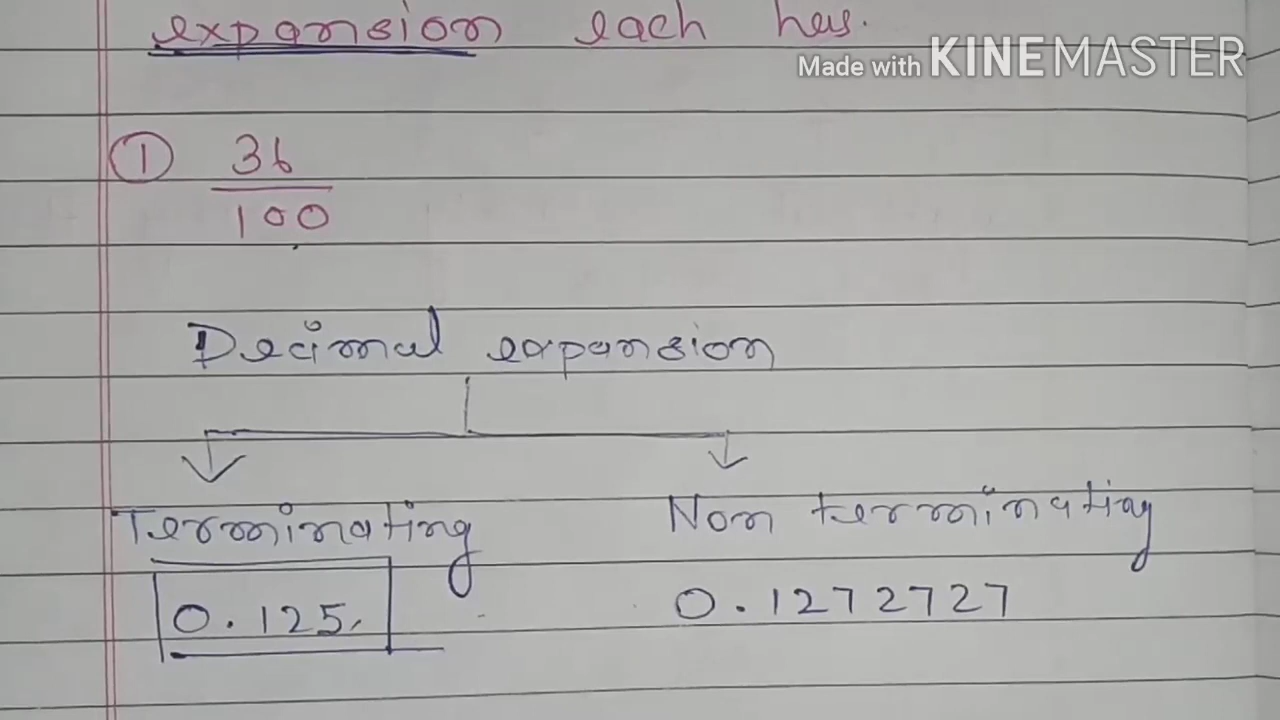 expansion each has.
Made with KINEMASTER
1 36
100
Decimal expansion
Terminating Non terminating
0.125, 0.1272727